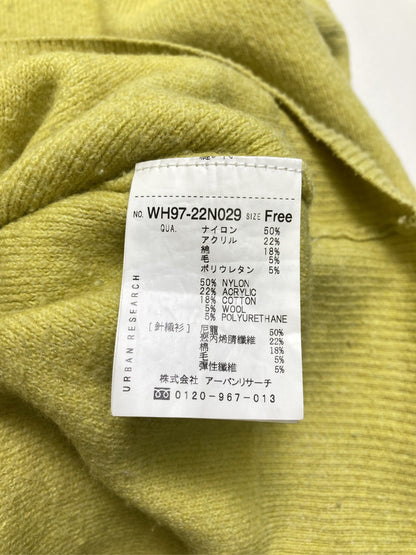 NO. WH97-22N029 SIZE Free
QUA. ナイロン 50%
アクリル 22%
綿 18%
毛 5%
ポリウレタン 5%
50% NYLON
22% ACRYLIC
18% COTTON
5% WOOL
5% POLYURETHANE
[針織衫] 尼龍 50%
聚丙烯腈纖維 22%
棉 18%
毛 5%
彈性纖維 5%
株式会社 アーバンリサーチ
0120-967-013
URBAN RESEARCH